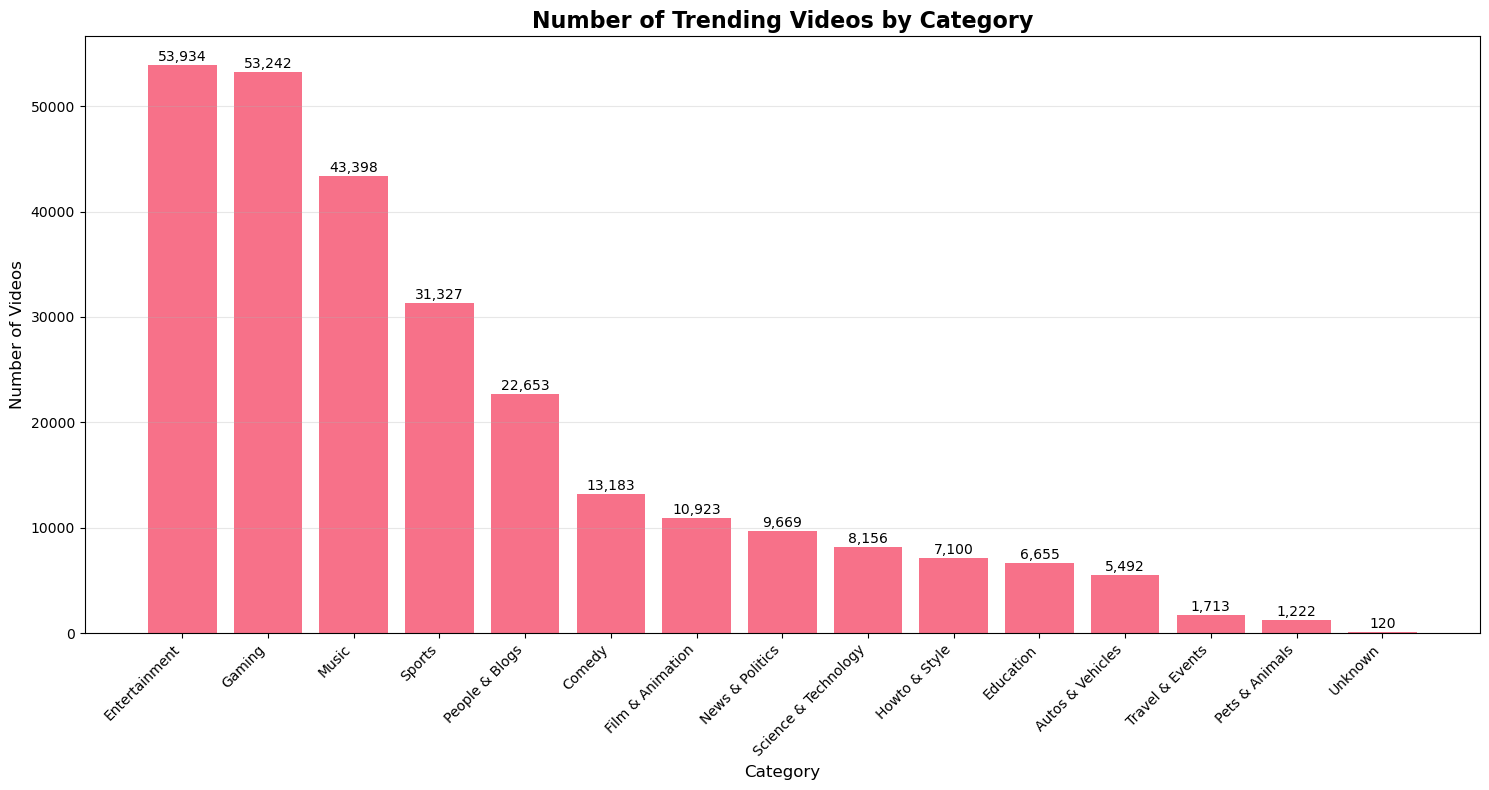 Number of Trending Videos by Category
Number of Videos
50000
40000
30000
20000
10000
0
53,934
53,242
43,398
31,327
22,653
13,183
10,923
9,669
8,156
7,100
6,655
5,492
1,713
1,222
120
Entertainment
Gaming
Music
Sports
People & Blogs
Comedy
Film & Animation
News & Politics
Science & Technology
Howto & Style
Education
Autos & Vehicles
Travel & Events
Pets & Animals
Unknown
Category